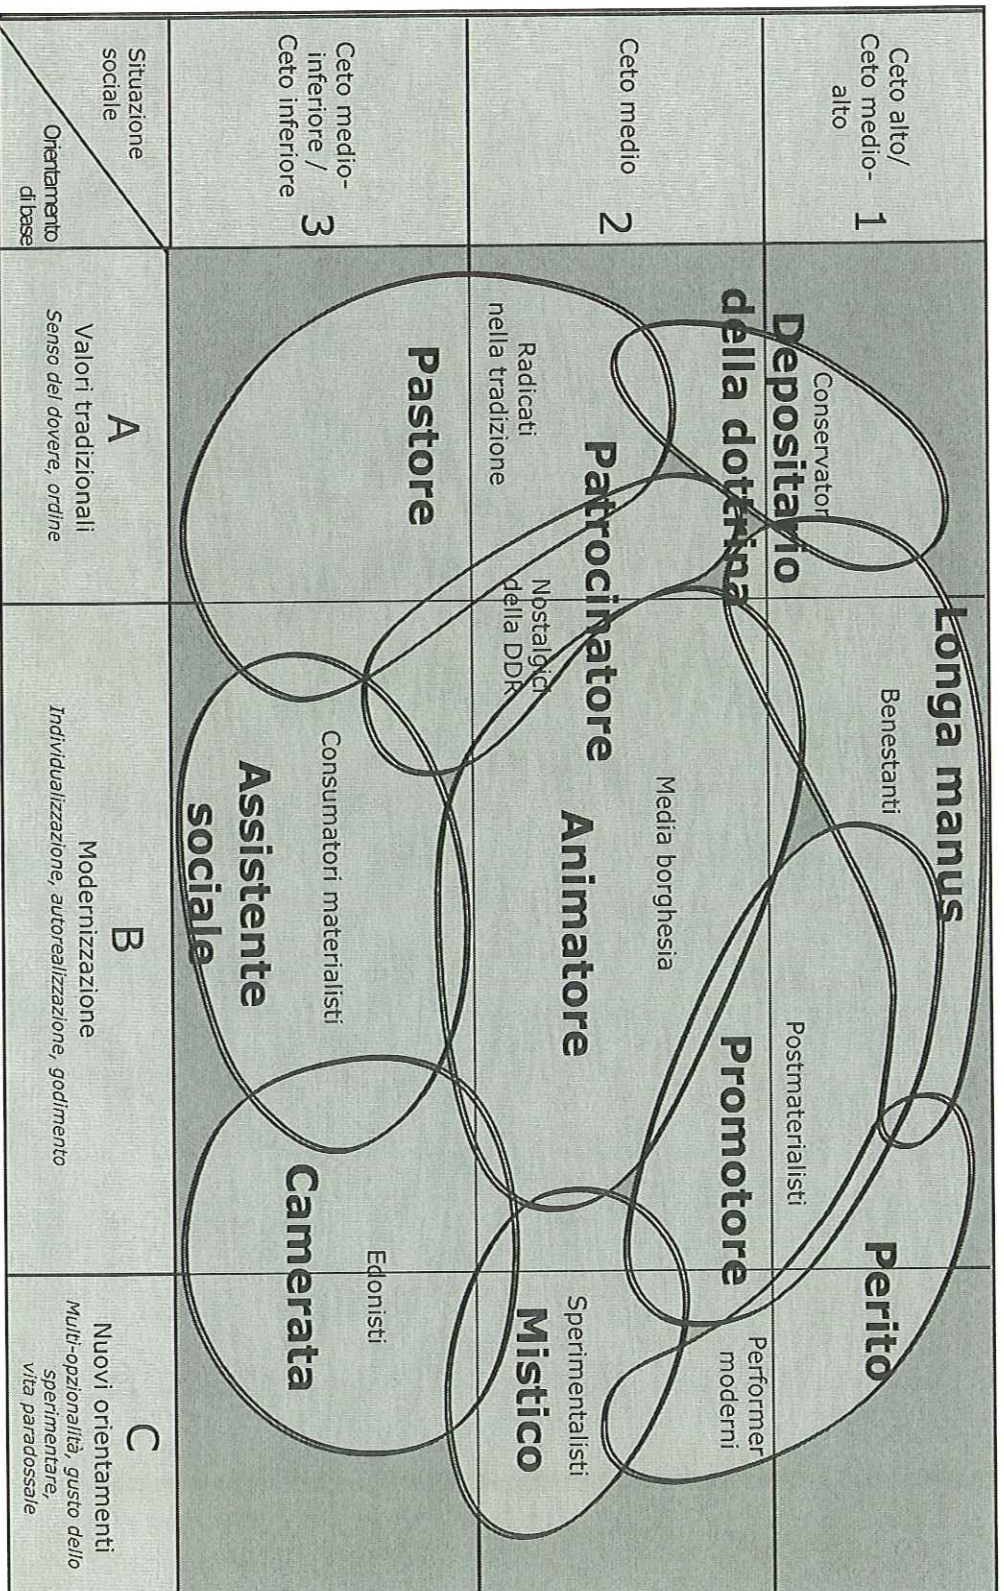 Ceto alto/
Ceto medio-
alto
1
Ceto medio
2
Ceto medio-
inferiore /
Ceto inferiore
3
Situazione
sociale
Orientamento
di base
Depositario
della dottrina
Conservatori
Longa manus
Benestanti
Perito
Postmaterialisti
Promotore
Performer
moderni
Patrocinatore
Radicati
nella tradizione
Nostalgici
della DDR
Media borghesia
Animatore
Sperimentalisti
Mistico
Pastore
Consumatori materialisti
Assistente
sociale
Edonisti
Camerata
A
Valori tradizionali
Senso del dovere, ordine
B
Modernizzazione
Individualizzazione, autorealizzazione, godimento
C
Nuovi orientamenti
Multi-opzionalità, gusto dello
sperimentare,
vita paradossale